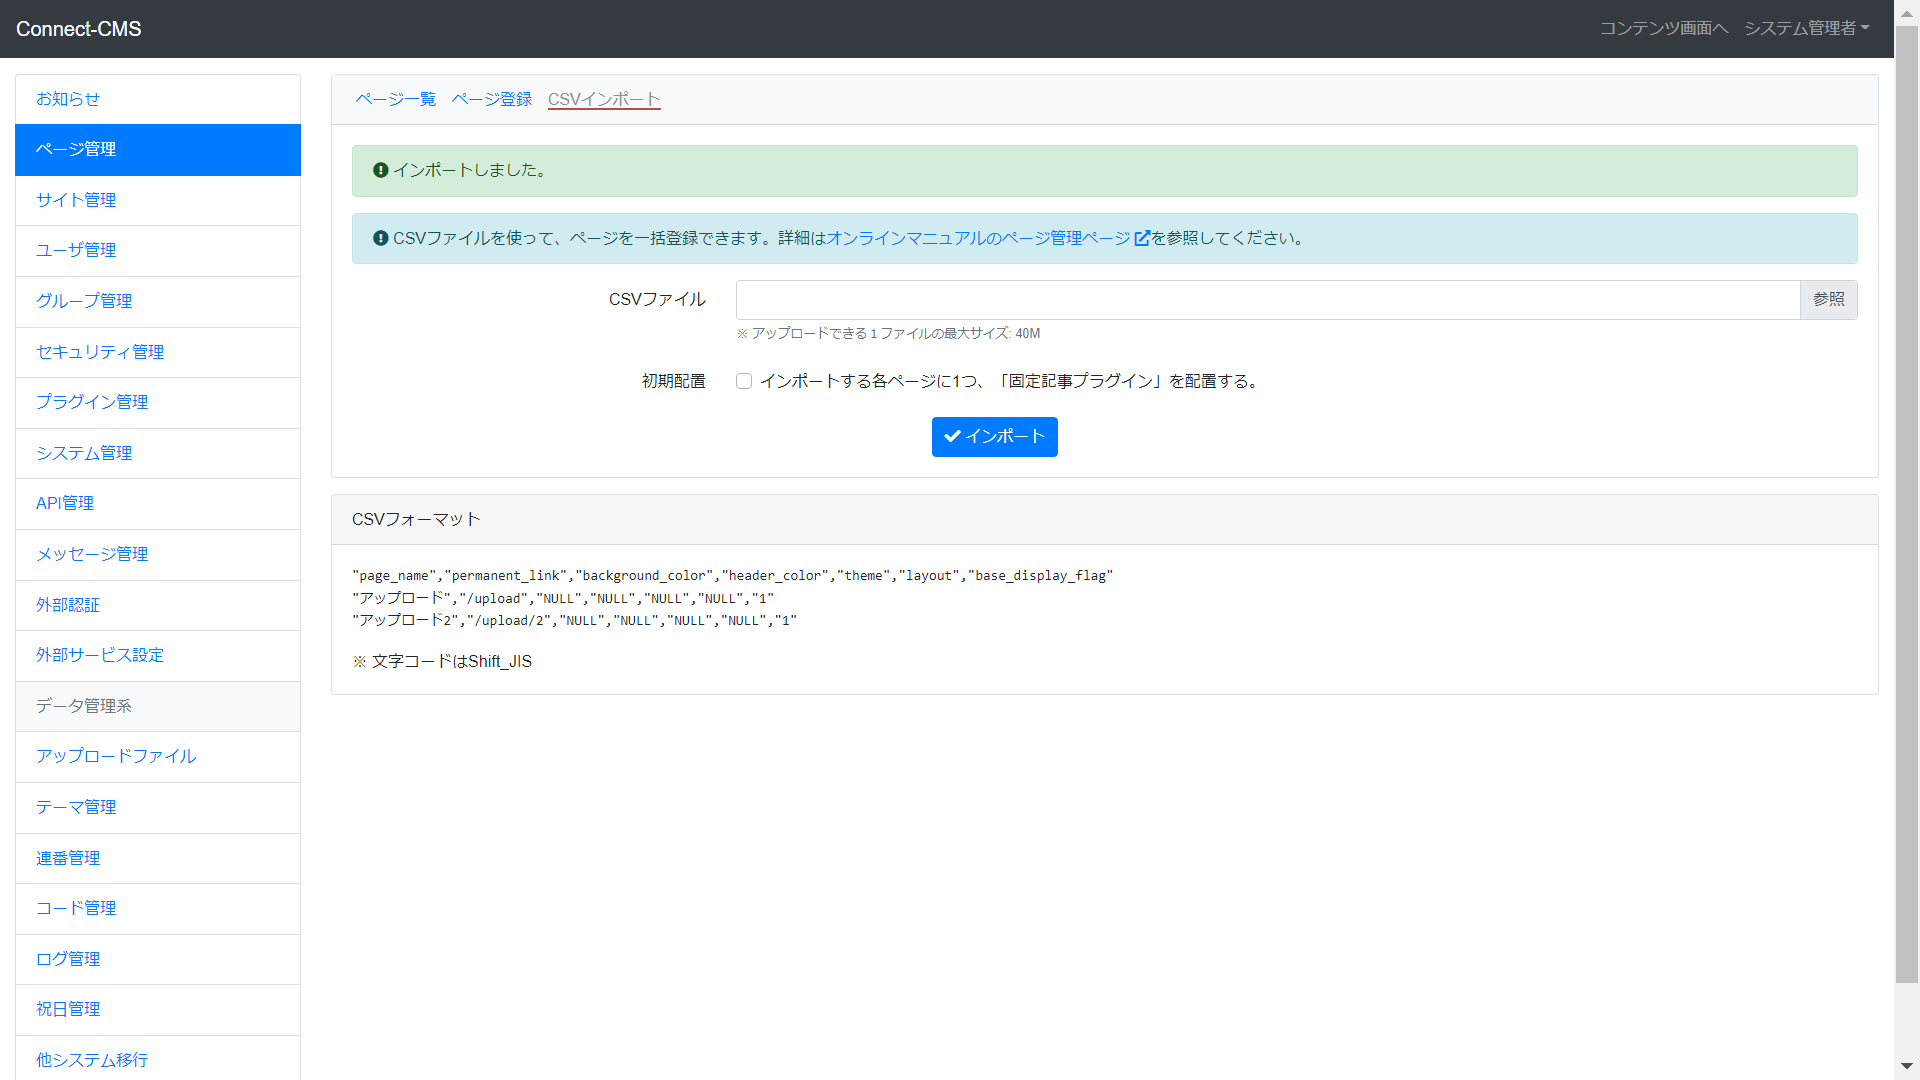 Connect-CMS
コンテンツ画面へ システム管理者
お知らせ
ページ管理
サイト管理
ユーザ管理
グループ管理
セキュリティ管理
プラグイン管理
システム管理
API管理
メッセージ管理
外部認証
外部サービス設定
データ管理系
アップロードファイル
テーマ管理
連番管理
コード管理
ログ管理
祝日管理
他システム移行
ページ一覧 ページ登録 CSVインポート
インポートしました。
CSVファイルを使って、ページを一括登録できます。詳細はオンラインマニュアルのページ管理ページを参照してください。
CSVファイル 参照
※ アップロードできる１ファイルの最大サイズ: 40M
初期配置 インポートする各ページに1つ、「固定記事プラグイン」を配置する。
インポート
CSVフォーマット
"page_name","permanent_link","background_color","header_color","theme","layout","base_display_flag"
"アップロード","/upload","NULL","NULL","NULL","NULL","1"
"アップロード2","/upload/2","NULL","NULL","NULL","NULL","1"
※ 文字コードはShift_JIS